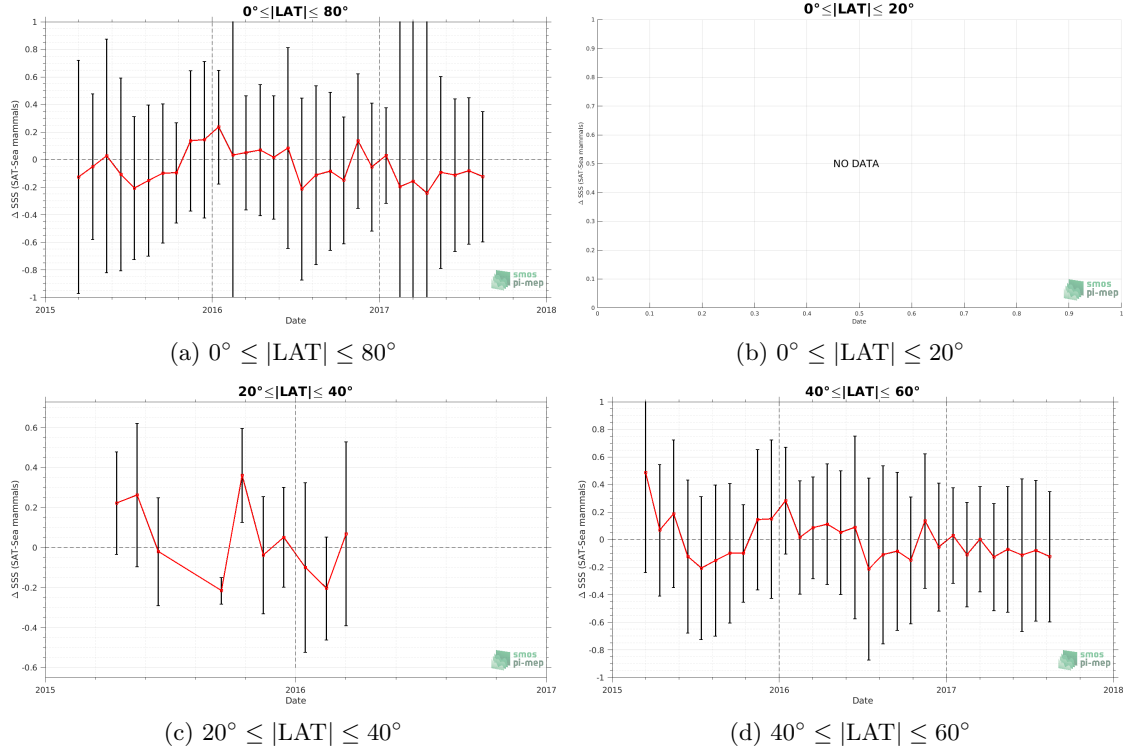 0°≤|LAT|≤ 80°
Δ SSS (SAT-Sea mammals)
1
0.8
0.6
0.4
0.2
0
-0.2
-0.4
-0.6
-0.8
-1
2015
2016
2017
2018
Date
smos
pi-mep
(a) 0° ≤ |LAT| ≤ 80°
0°≤|LAT|≤ 20°
Δ SSS (SAT-Sea mammals)
1
0.9
0.8
0.7
0.6
0.5
0.4
0.3
0.2
0.1
0
NO DATA
0
0.1
0.2
0.3
0.4
0.5
0.6
0.7
0.8
0.9
1
Date
smos
pi-mep
(b) 0° ≤ |LAT| ≤ 20°
20°≤|LAT|≤ 40°
Δ SSS (SAT-Sea mammals)
0.6
0.4
0.2
0
-0.2
-0.4
-0.6
2015
2016
2017
Date
smos
pi-mep
(c) 20° ≤ |LAT| ≤ 40°
40°≤|LAT|≤ 60°
Δ SSS (SAT-Sea mammals)
1
0.8
0.6
0.4
0.2
0
-0.2
-0.4
-0.6
-0.8
-1
2015
2016
2017
2018
Date
smos
pi-mep
(d) 40° ≤ |LAT| ≤ 60°